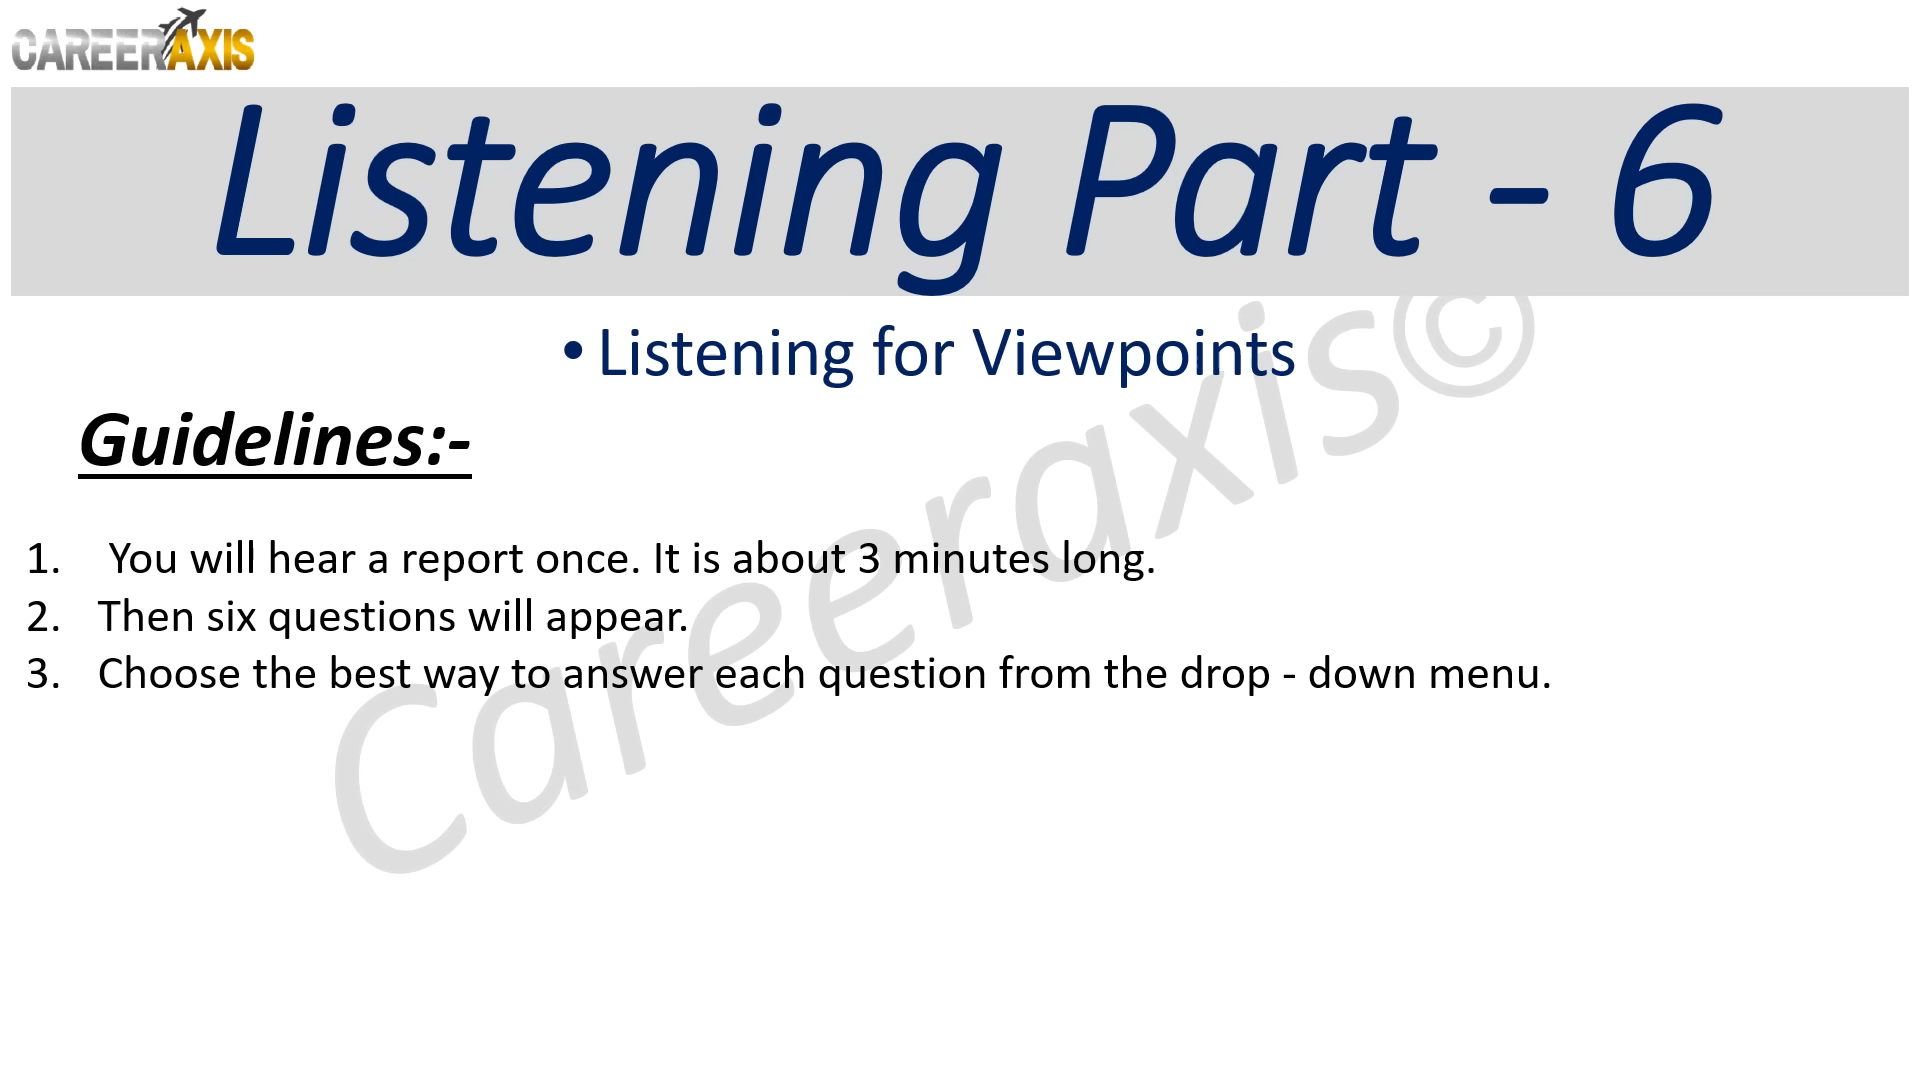 CAREERAXIS
Listening Part - 6
• Listening for Viewpoints
Guidelines:-
1. You will hear a report once. It is about 3 minutes long.
2. Then six questions will appear.
3. Choose the best way to answer each question from the drop - down menu.
Careeraxis©